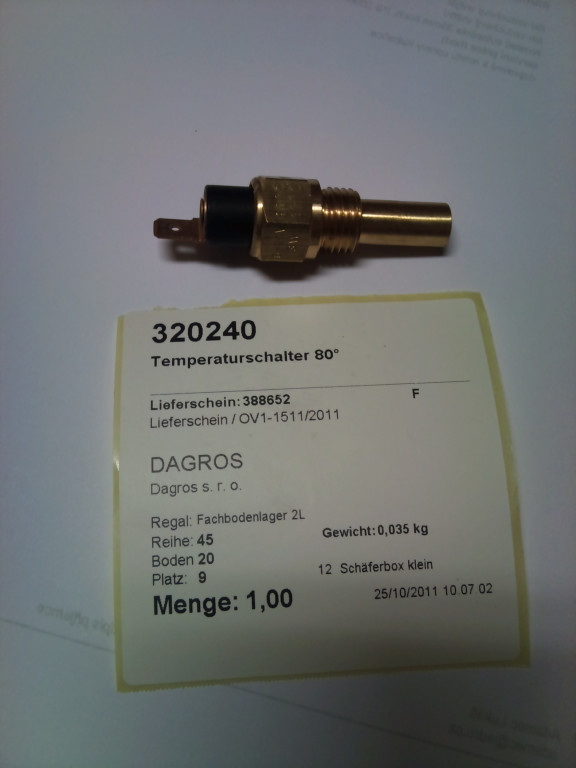 320240
Temperaturschalter 80°
Lieferschein: 388652 F
Lieferschein / OV1-1511/2011
DAGROS
Dagros s. r. o.
Regal: Fachbodenlager 2L
Reihe: 45 Gewicht: 0,035 kg
Boden 20
Platz: 9 12 Schäferbox klein
Menge: 1,00 25/10/2011 10.07 02